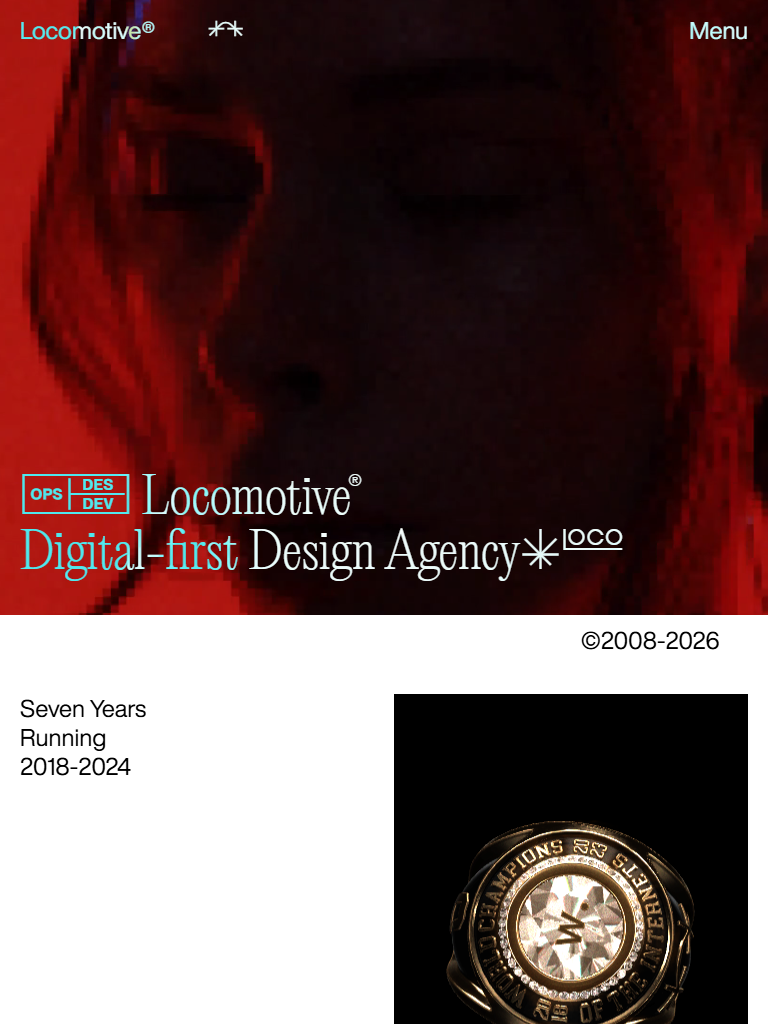 Locomotive®
Menu
OPS DES DEV Locomotive®
Digital-first Design Agency LOCO
©2008-2026
Seven Years
Running
2018-2024
WORLD CHAMPIONS 2023
OF THE INTERNETS
2018
W.